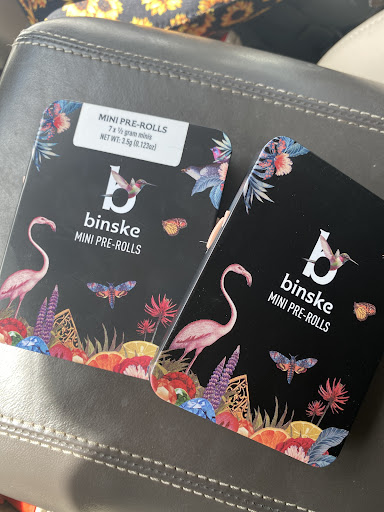 MINI PRE-ROLLS
7 x ½ gram minis
NET WT: 3.5g (0.123oz)
b
binske
MINI PRE-ROLLS
b
binske
MINI PRE-ROLLS